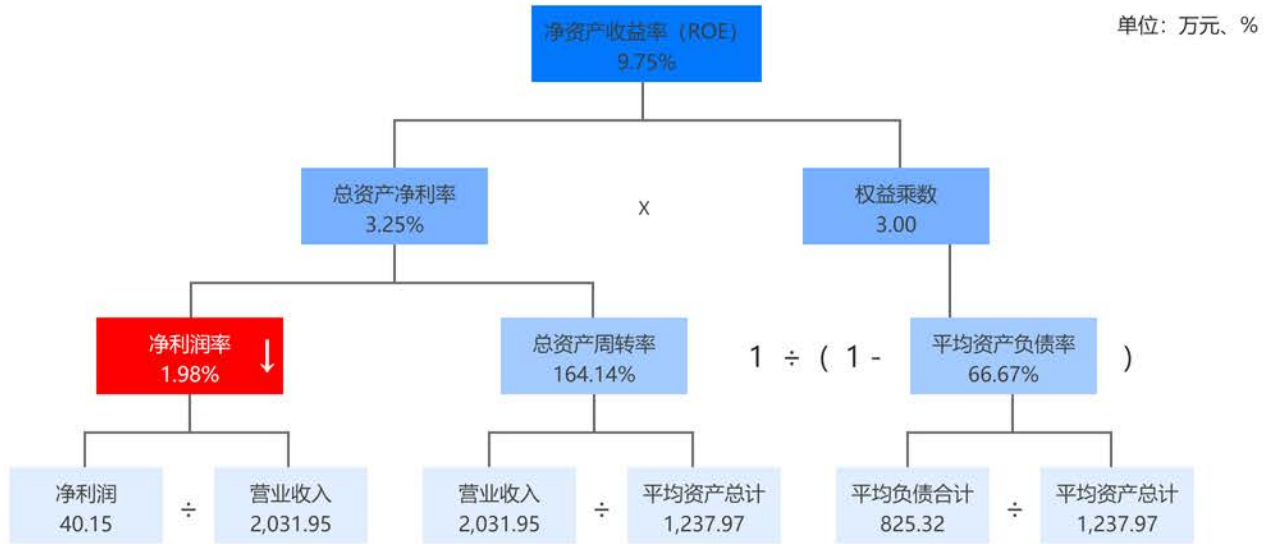 净资产收益率（ROE）
9.75%
单位：万元、%
总资产净利率
3.25%
X
权益乘数
3.00
净利润率
1.98%
↓
总资产周转率
164.14%
1 ÷ ( 1 -
平均资产负债率
66.67%
)
净利润
40.15
÷
营业收入
2,031.95
营业收入
2,031.95
÷
平均资产总计
1,237.97
平均负债合计
825.32
÷
平均资产总计
1,237.97